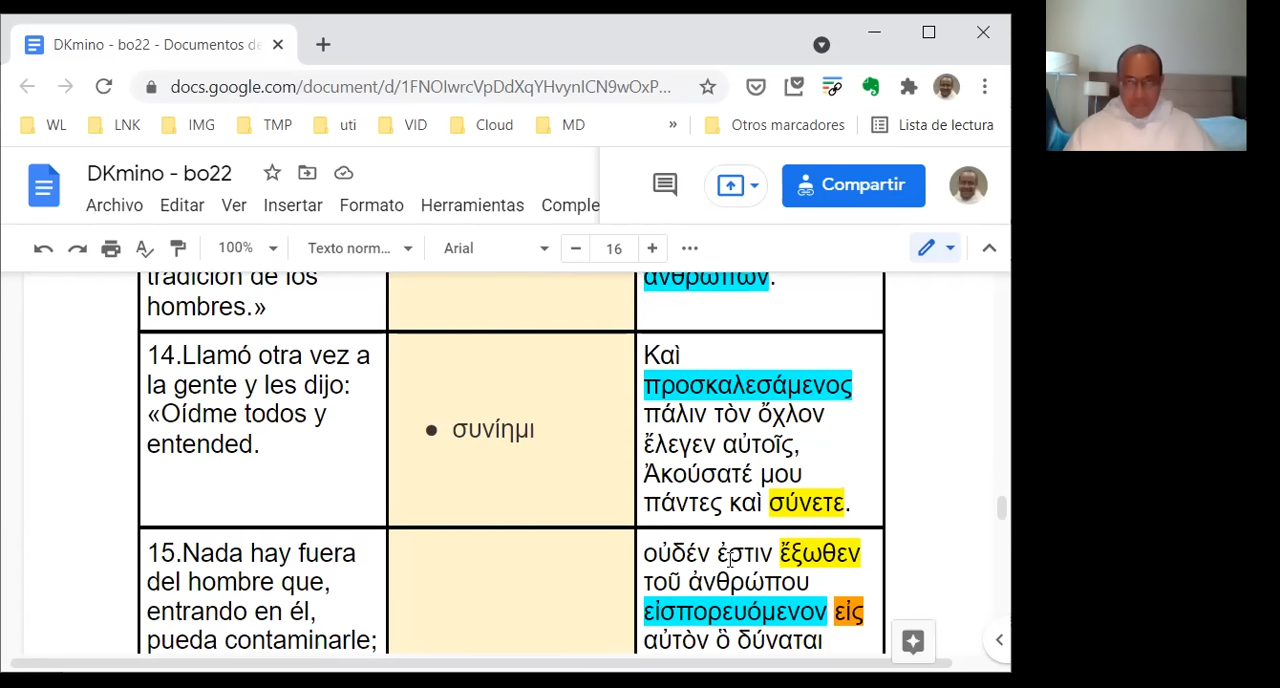 DKmino - bo22 - Documentos de
docs.google.com/document/d/1FNOlwrcVpDdXqYHvynICN9wOxP...
WL LNK IMG TMP uti VID Cloud MD » Otros marcadores Lista de lectura
DKmino - bo22
Compartir
Archivo Editar Ver Insertar Formato Herramientas Comple
100% Texto norm... Arial 16
tradición de los
hombres.»
ἀνθρώπων.
14.Llamó otra vez a
la gente y les dijo:
«Oídme todos y
entended.
συνίημι
Καὶ
προσκαλεσάμενος
πάλιν τὸν ὄχλον
ἔλεγεν αὐτοῖς,
Ἀκούσατέ μου
πάντες καὶ σύνετε.
15.Nada hay fuera
del hombre que,
entrando en él,
pueda contaminarle;
οὐδέν ἐστιν ἔξωθεν
τοῦ ἀνθρώπου
εἰσπορευόμενον εἰς
αὐτὸν ὃ δύναται